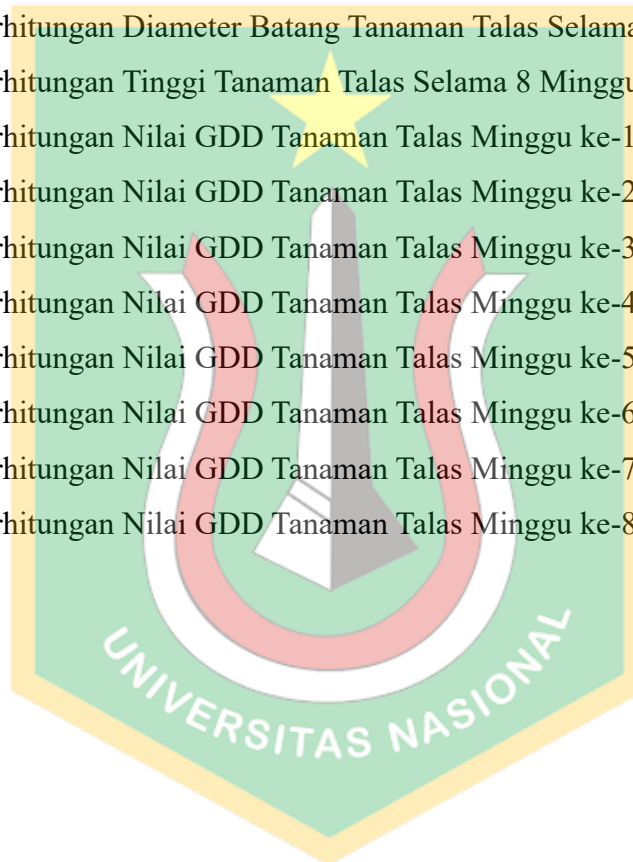 rhitungan Diameter Batang Tanaman Talas Selama
rhitungan Tinggi Tanaman Talas Selama 8 Minggu
rhitungan Nilai GDD Tanaman Talas Minggu ke-1
rhitungan Nilai GDD Tanaman Talas Minggu ke-2
rhitungan Nilai GDD Tanaman Talas Minggu ke-3
rhitungan Nilai GDD Tanaman Talas Minggu ke-4
rhitungan Nilai GDD Tanaman Talas Minggu ke-5
rhitungan Nilai GDD Tanaman Talas Minggu ke-6
rhitungan Nilai GDD Tanaman Talas Minggu ke-7
rhitungan Nilai GDD Tanaman Talas Minggu ke-8
UNIVERSITAS NASIONAL